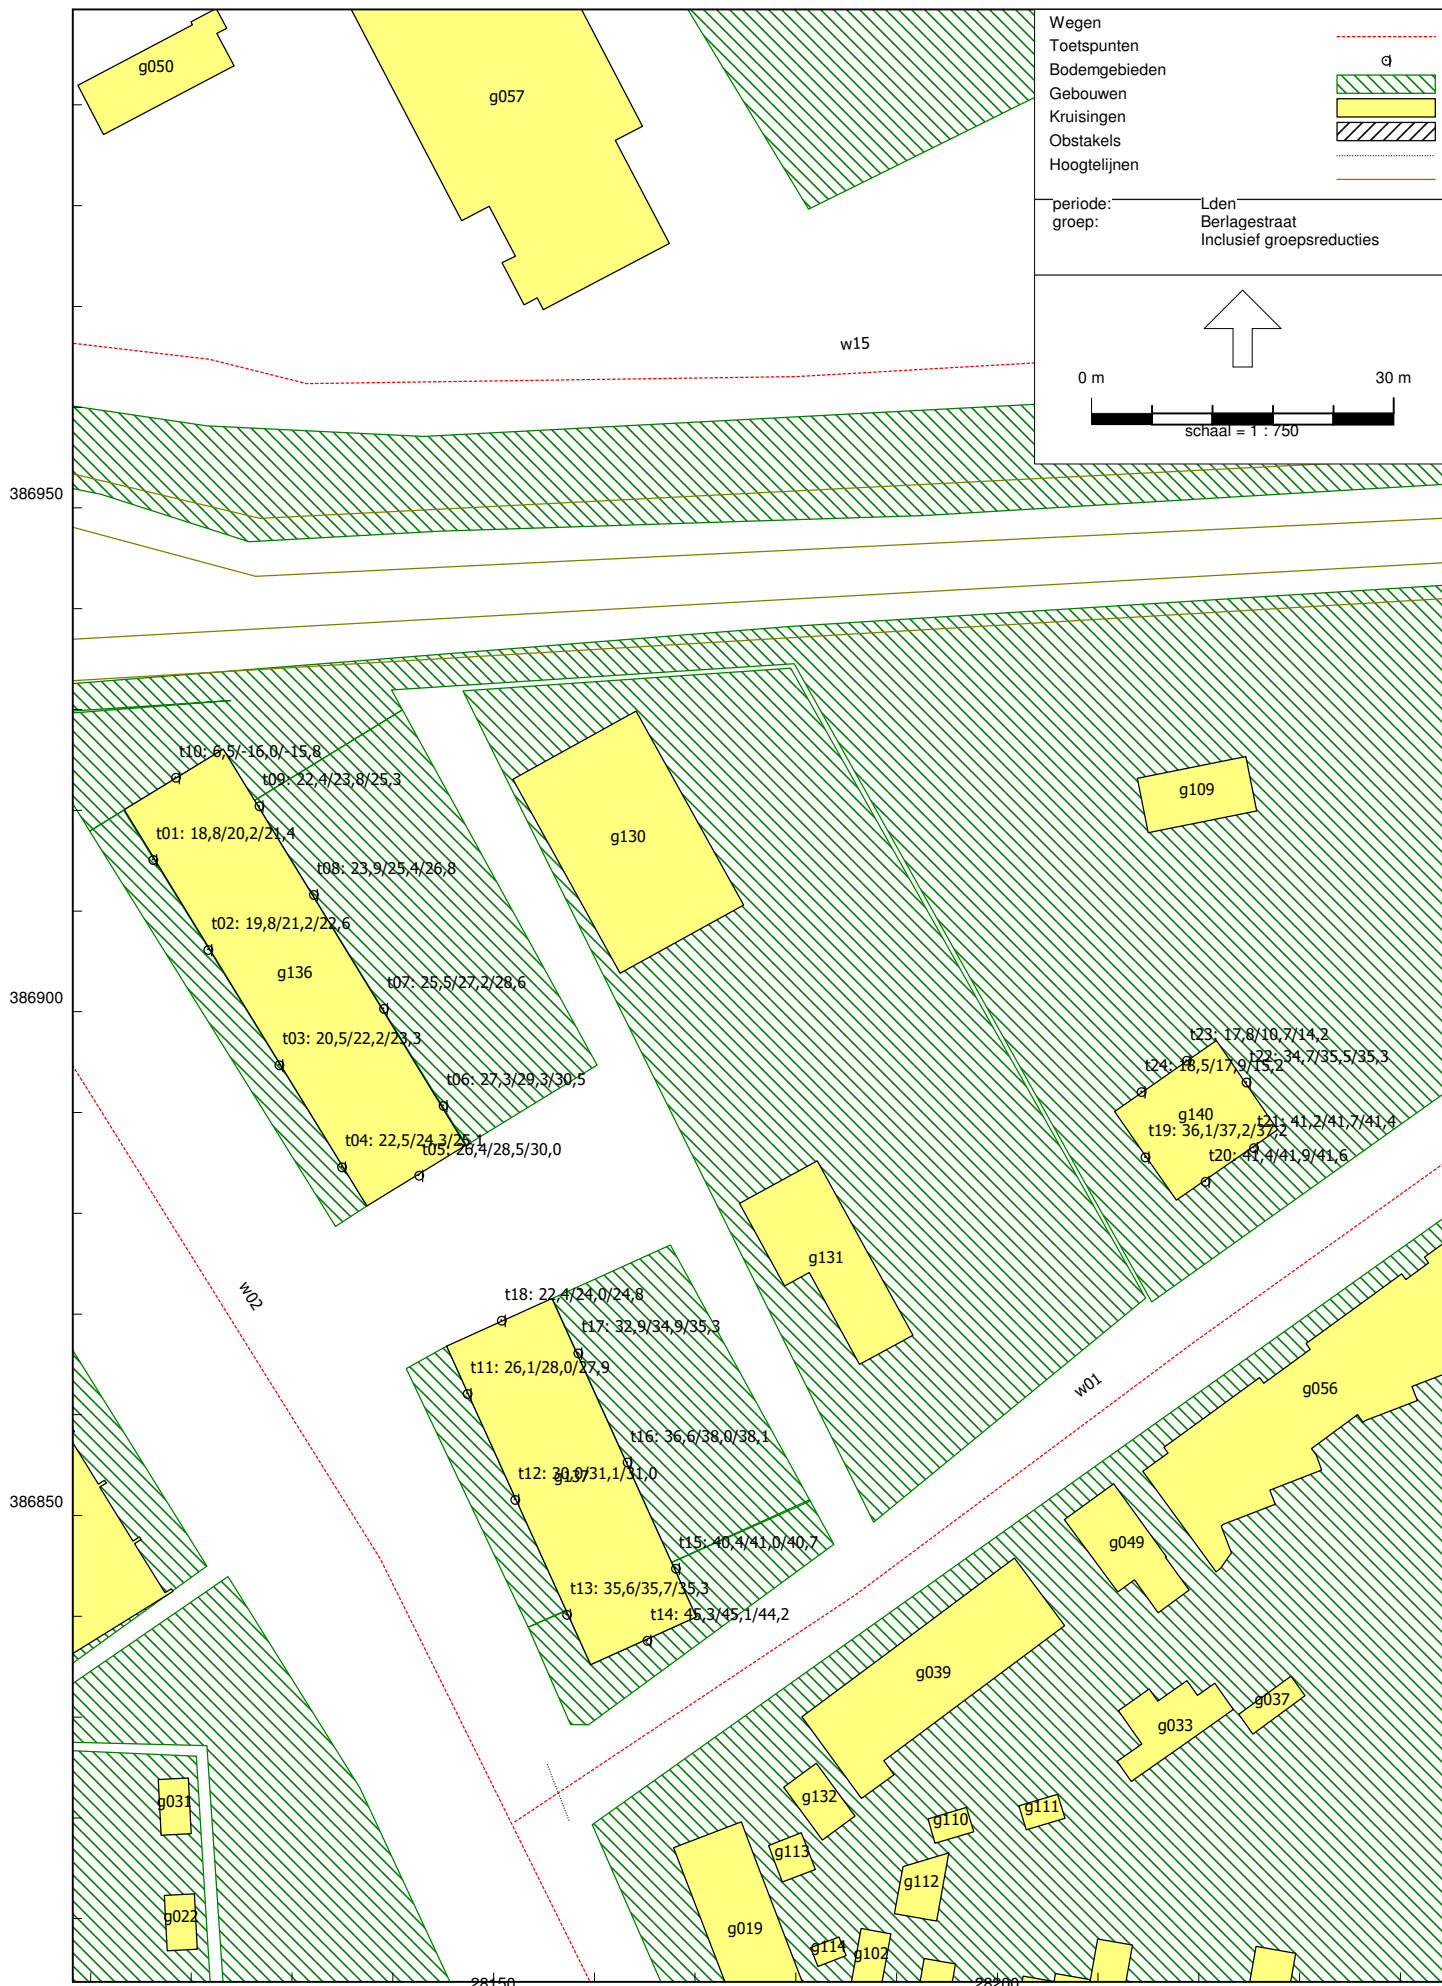 Wegen
Toetspunten
Bodemgebieden
Gebouwen
Kruisingen
Obstakels
Hoogtelijnen
periode: Lden
groep: Berlagestraat
Inclusief groepsreducties
0 m 30 m
schaal = 1 : 750
g050
g057
w15
386950
t10: 6,5/-16,0/-15,8
t09: 22,4/23,8/25,3
g109
t01: 18,8/20,2/21,4
g130
t08: 23,9/25,4/26,8
t02: 19,8/21,2/22,6
g136
t07: 25,5/27,2/28,6
386900
t03: 20,5/22,2/23,3
t23: 17,8/10,7/14,2
t22: 34,7/35,5/35,3
t24: 18,5/17,9/15,2
t06: 27,3/29,3/30,5
g140
t21: 41,2/41,7/41,4
t19: 36,1/37,2/37,2
t04: 22,5/24,3/25,1
t05: 26,4/28,5/30,0
t20: 41,4/41,9/41,6
g131
w02
t18: 22,4/24,0/24,8
t17: 32,9/34,9/35,3
t11: 26,1/28,0/27,9
w01
g056
t16: 36,6/38,0/38,1
t12: 30,0/31,1/31,0
g137
386850
t15: 40,4/41,0/40,7
g049
t13: 35,6/35,7/35,3
t14: 45,3/45,1/44,2
g039
g037
g033
g031
g132
g111
g110
g113
g112
g022
g019
g114
g102
28150
28200